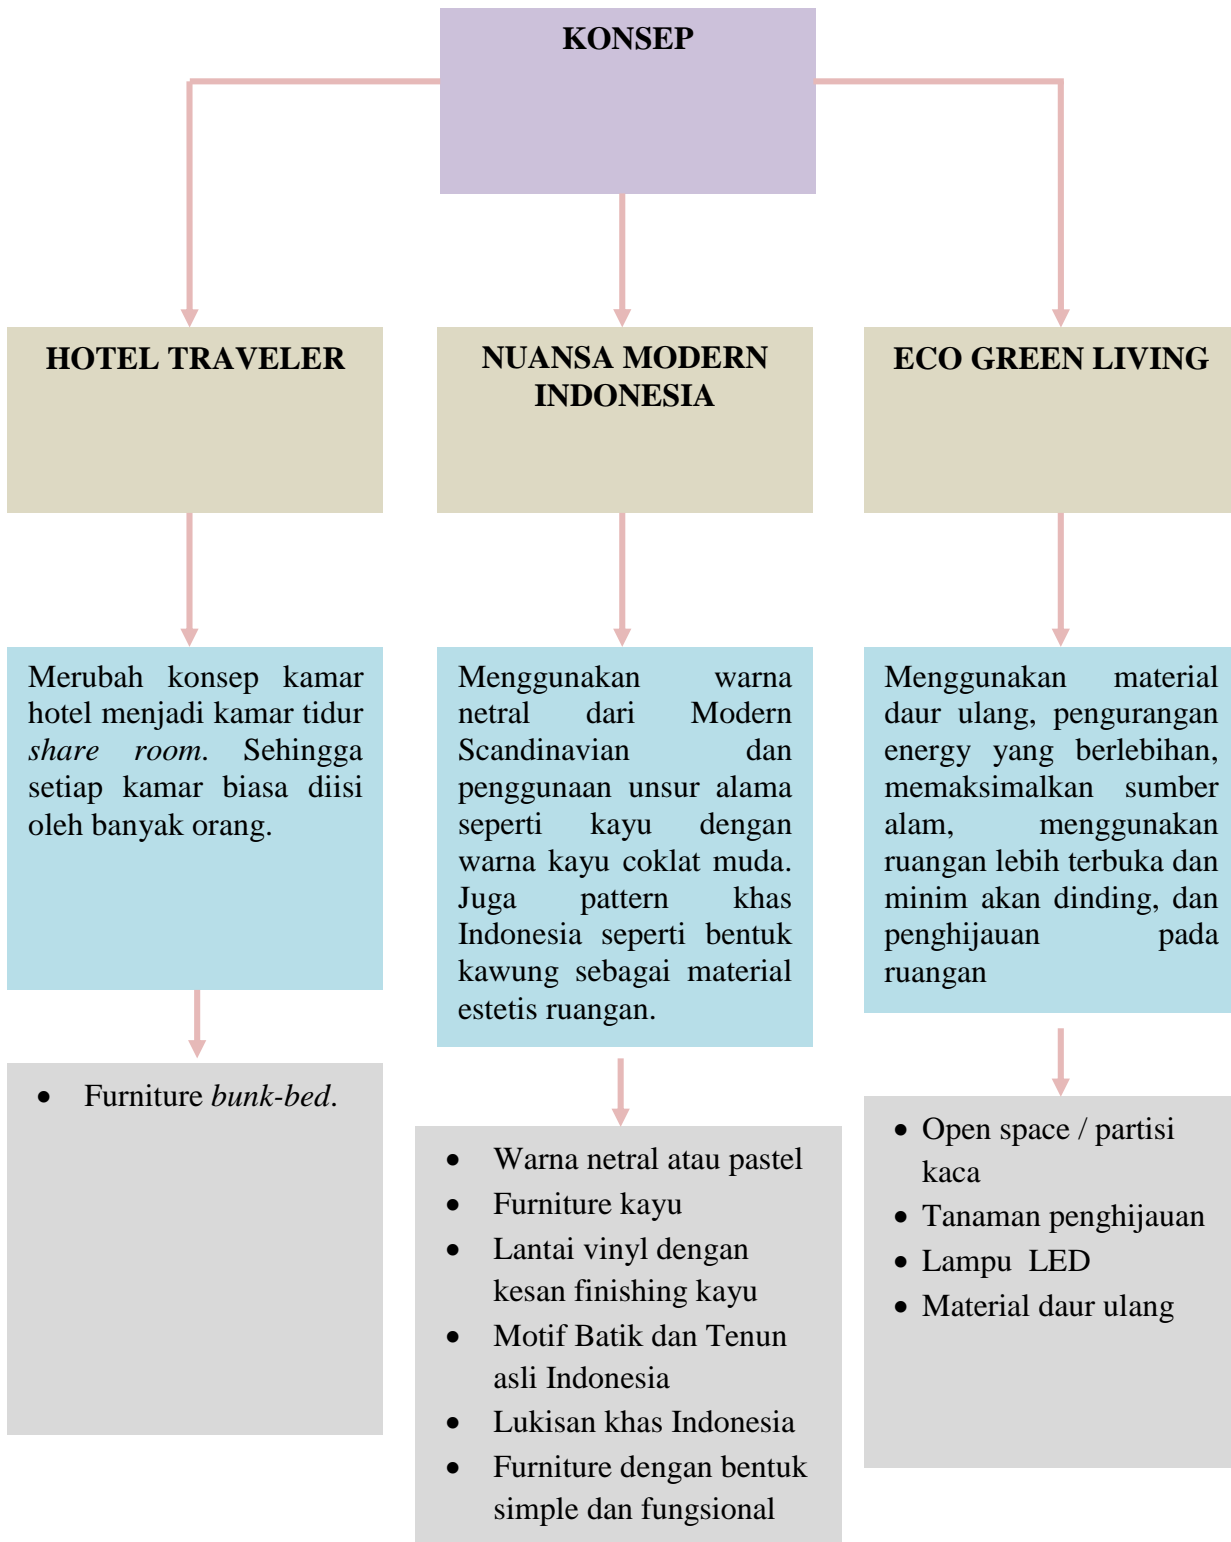 KONSEP
HOTEL TRAVELER
NUANSA MODERN
INDONESIA
ECO GREEN LIVING
Merubah konsep kamar
hotel menjadi kamar tidur
share room. Sehingga
setiap kamar biasa diisi
oleh banyak orang.
Menggunakan warna
netral dari Modern
Scandinavian dan
penggunaan unsur alama
seperti kayu dengan
warna kayu coklat muda.
Juga pattern khas
Indonesia seperti bentuk
kawung sebagai material
estetis ruangan.
Menggunakan material
daur ulang, pengurangan
energy yang berlebihan,
memaksimalkan sumber
alam, menggunakan
ruangan lebih terbuka dan
minim akan dinding, dan
penghijauan pada
ruangan
• Furniture bunk-bed.
• Warna netral atau pastel
• Furniture kayu
• Lantai vinyl dengan
kesan finishing kayu
• Motif Batik dan Tenun
asli Indonesia
• Lukisan khas Indonesia
• Furniture dengan bentuk
simple dan fungsional
• Open space / partisi
kaca
• Tanaman penghijauan
• Lampu LED
• Material daur ulang